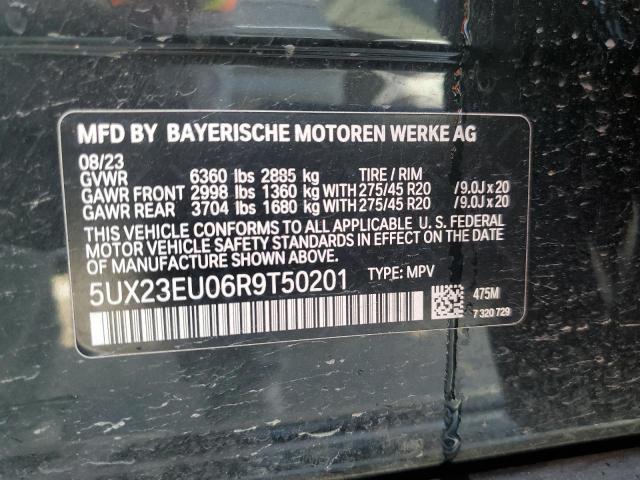 MFD BY BAYERISCHE MOTOREN WERKE AG
08/23
GVWR 6360 lbs 2885 kg TIRE / RIM
GAWR FRONT 2998 lbs 1360 kg WITH 275/45 R20 / 9.0J x 20
GAWR REAR 3704 lbs 1680 kg WITH 275/45 R20 / 9.0J x 20
THIS VEHICLE CONFORMS TO ALL APPLICABLE U. S. FEDERAL
MOTOR VEHICLE SAFETY STANDARDS IN EFFECT ON THE
DATE OF MANUFACTURE SHOWN ABOVE.
5UX23EU06R9T50201 TYPE: MPV
475M
7 320 729